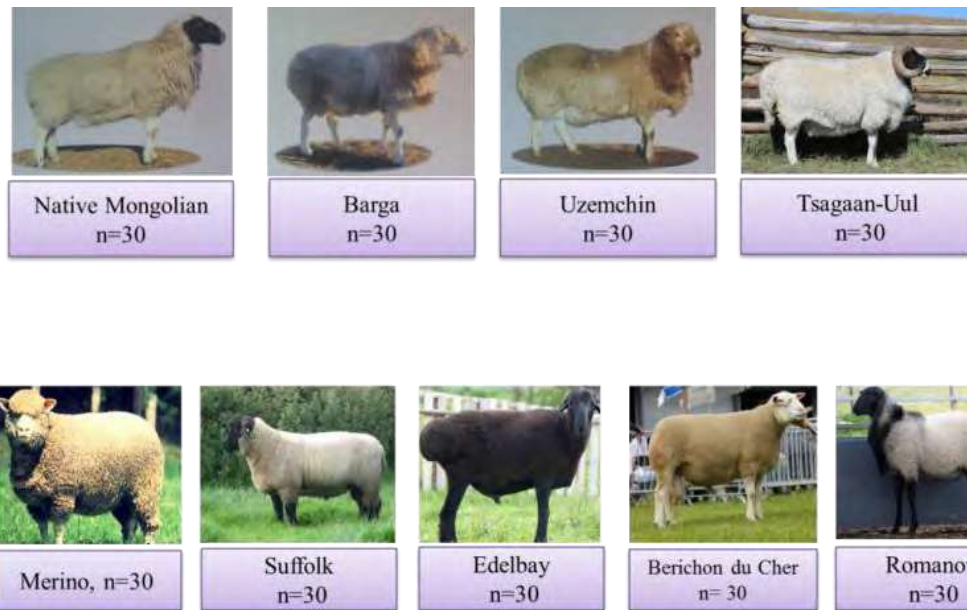 Native Mongolian
n=30
Barga
n=30
Uzemchin
n=30
Tsagaan-Uul
n=30
Merino, n=30
Suffolk
n=30
Edelbay
n=30
Berichon du Cher
n= 30
Romano
n=30